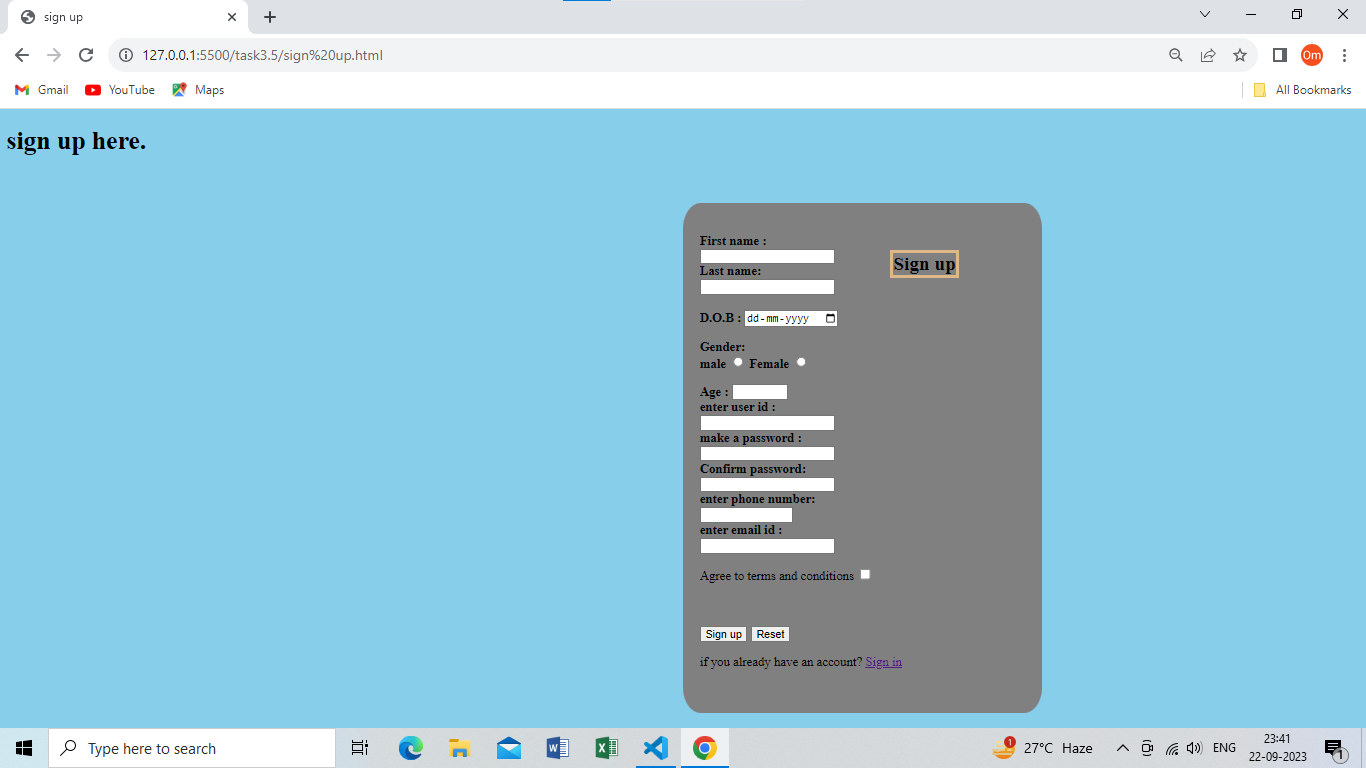 sign up
127.0.0.1:5500/task3.5/sign%20up.html
Om
Gmail YouTube Maps All Bookmarks
sign up here.
First name :
Sign up
Last name:
D.O.B : dd-mm-yyyy
Gender:
male Female
Age :
enter user id :
make a password :
Confirm password:
enter phone number:
enter email id :
Agree to terms and conditions
Sign up Reset
if you already have an account? Sign in
Type here to search
1 27°C Haze ENG 23:41
22-09-2023 1